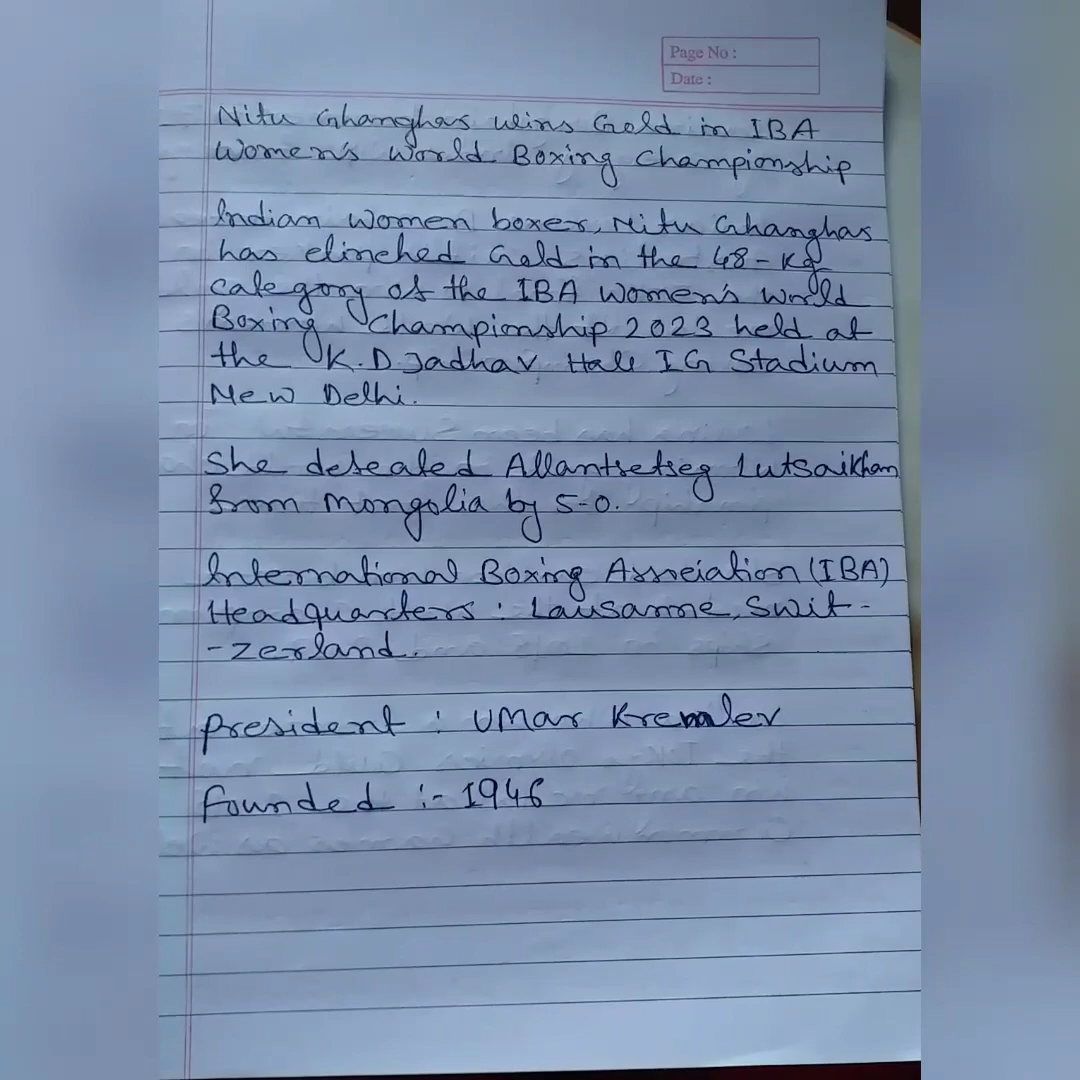 Page No :
Date :
Nitu Ghanghas wins Gold in IBA
Women's World Boxing Championship
Indian Women boxer, Nitu Ghanghas
has clinched Gold in the 48-Kg
category of the IBA Women's World
Boxing Championship 2023 held at
the K.D Jadhav Hall IG Stadium
New Delhi.
She defeated Allantsetseg Lutsaikhan
from Mongolia by 5-0.
International Boxing Association (IBA)
Headquarters : Lausanne, Swit-
-zerland.
President : UMar Kremlev
Founded :- 1946